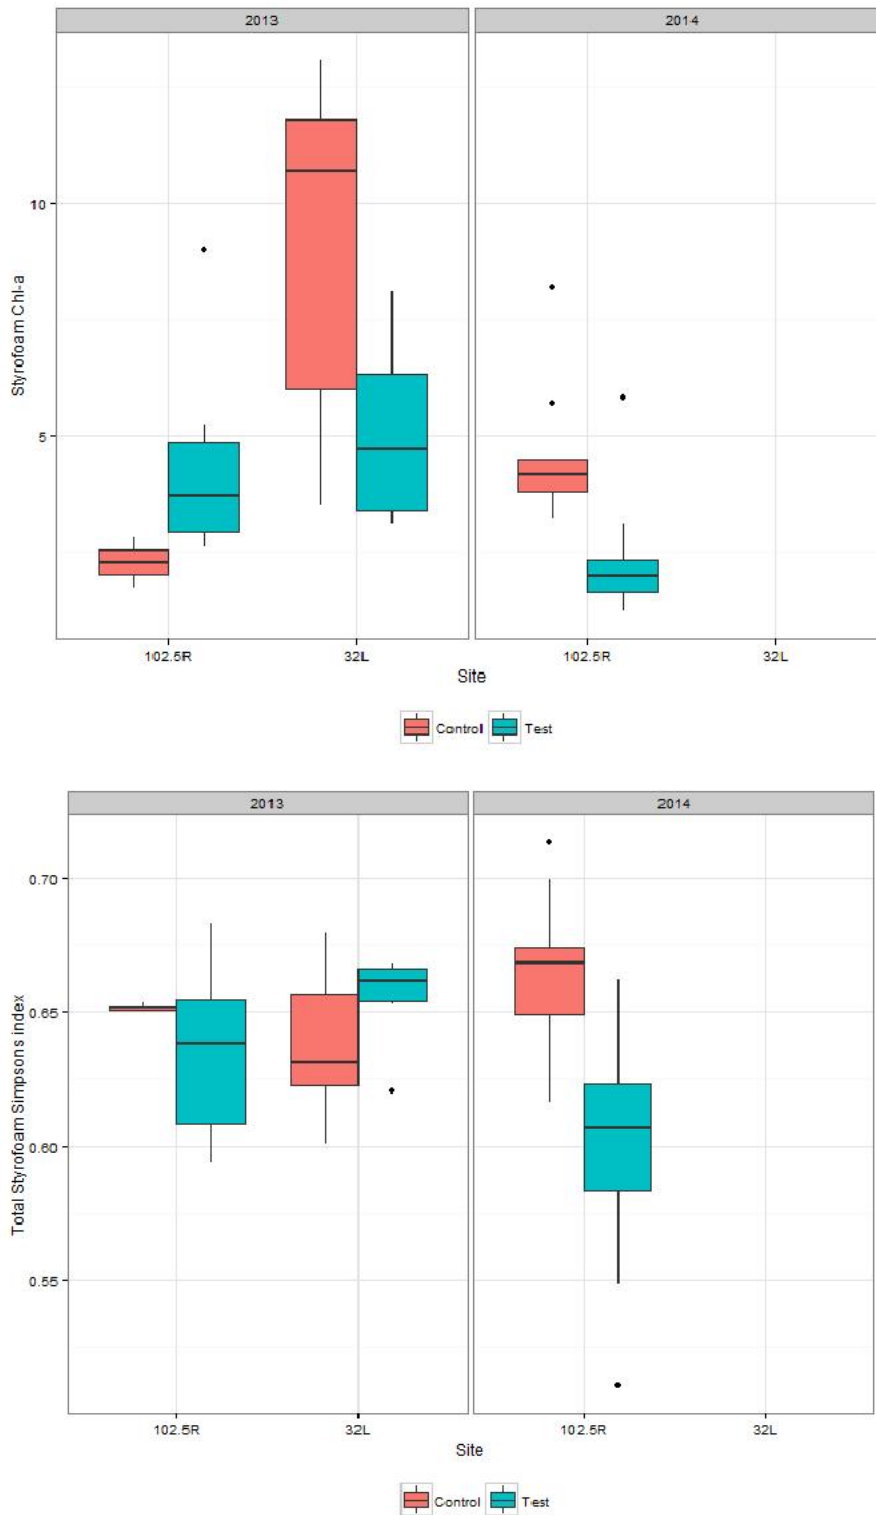 2013 2014
10
5
Styrofoam Chl-a
102.5R 32L 102.5R 32L
Site
Control Test
2013 2014
0.70
0.65
0.60
0.55
Total Styrofoam Simpsons index
102.5R 32L 102.5R 32L
Site
Control Test